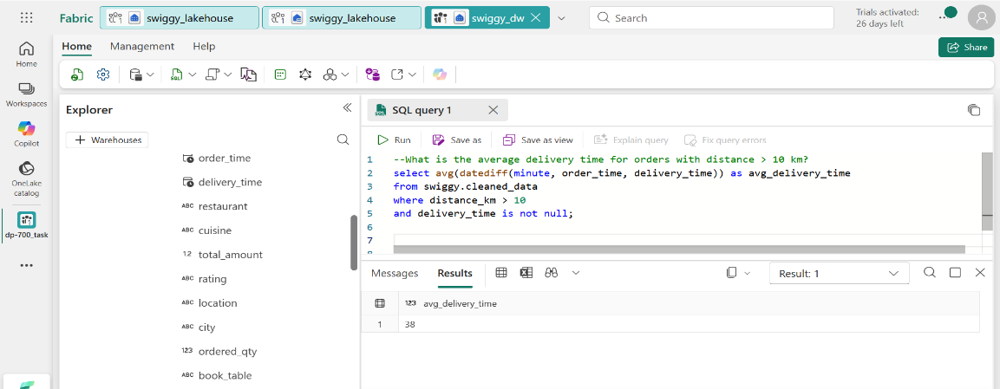 Fabric
swiggy_lakehouse
swiggy_lakehouse
swiggy_dw
Search
Trials activated:
26 days left
Home
Management
Help
Share
Home
Workspaces
Copilot
OneLake
catalog
dp-700_task
Explorer
Warehouses
order_time
delivery_time
ABC restaurant
ABC cuisine
1.2 total_amount
ABC rating
ABC location
ABC city
123 ordered_qty
ABC book_table
SQL query 1
Run
Save as
Save as view
Explain query
Fix query errors
1 --What is the average delivery time for orders with distance > 10 km?
2 select avg(datediff(minute, order_time, delivery_time)) as avg_delivery_time
3 from swiggy.cleaned_data
4 where distance_km > 10
5 and delivery_time is not null;
6
7
Messages
Results
Result: 1
123 avg_delivery_time
1 38